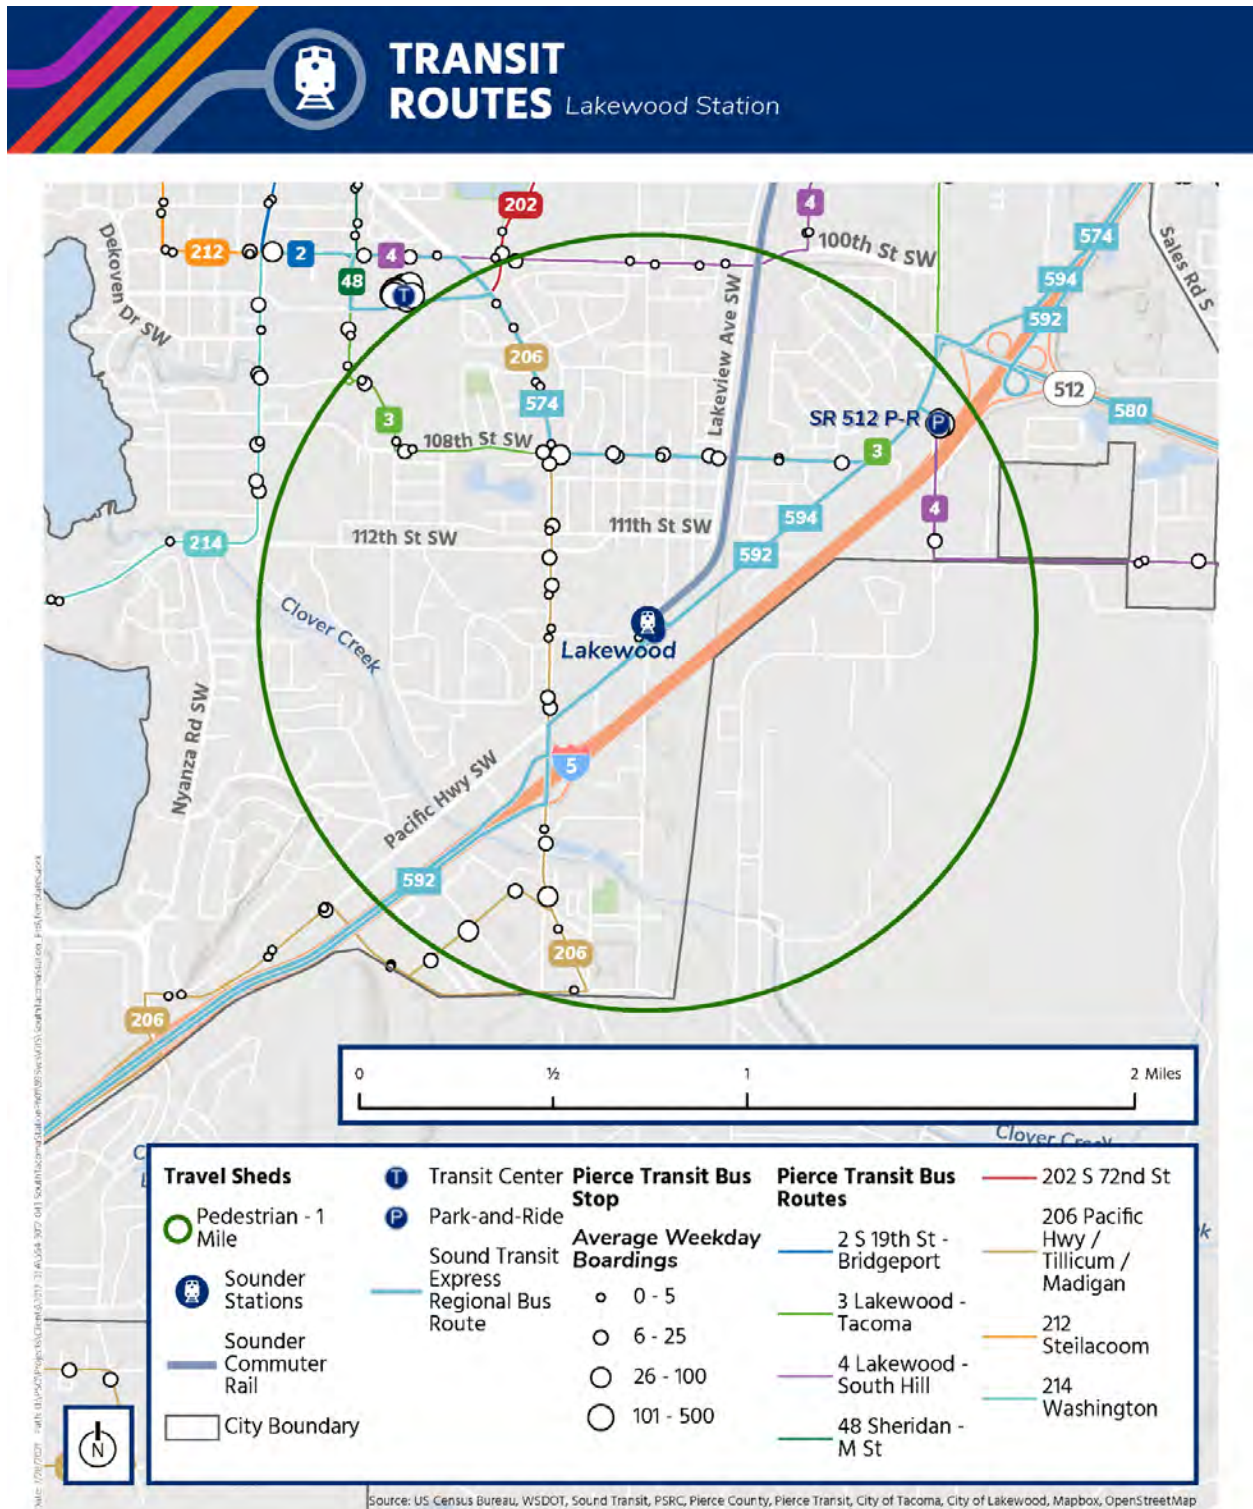 TRANSIT
ROUTES Lakewood Station
202
4
100th St SW
574
Sales Rd S
Dekoven Dr SW
212
2
4
48
T
594
592
Lakeview Ave SW
206
512
574
580
SR 512 P-R
P
3
108th St SW
3
4
594
111th St SW
112th St SW
592
214
Clover Creek
Lakewood
Nyanza Rd SW
5
Pacific Hwy SW
592
206
206
0
½
1
2 Miles
Clover Creek
Travel Sheds
Pedestrian - 1
Mile
Sounder
Stations
Sounder
Commuter
Rail
City Boundary
T Transit Center
P Park-and-Ride
Sound Transit
Express
Regional Bus
Route
Pierce Transit Bus
Stop
Average Weekday
Boardings
0 - 5
6 - 25
26 - 100
101 - 500
Pierce Transit Bus
Routes
2 S 19th St -
Bridgeport
3 Lakewood -
Tacoma
4 Lakewood -
South Hill
48 Sheridan -
M St
202 S 72nd St
206 Pacific
Hwy /
Tillicum /
Madigan
212
Steilacoom
214
Washington
N
Source: US Census Bureau, WSDOT, Sound Transit, PSRC, Pierce County, Pierce Transit, City of Tacoma, City of Lakewood, Mapbox, OpenStreetMap